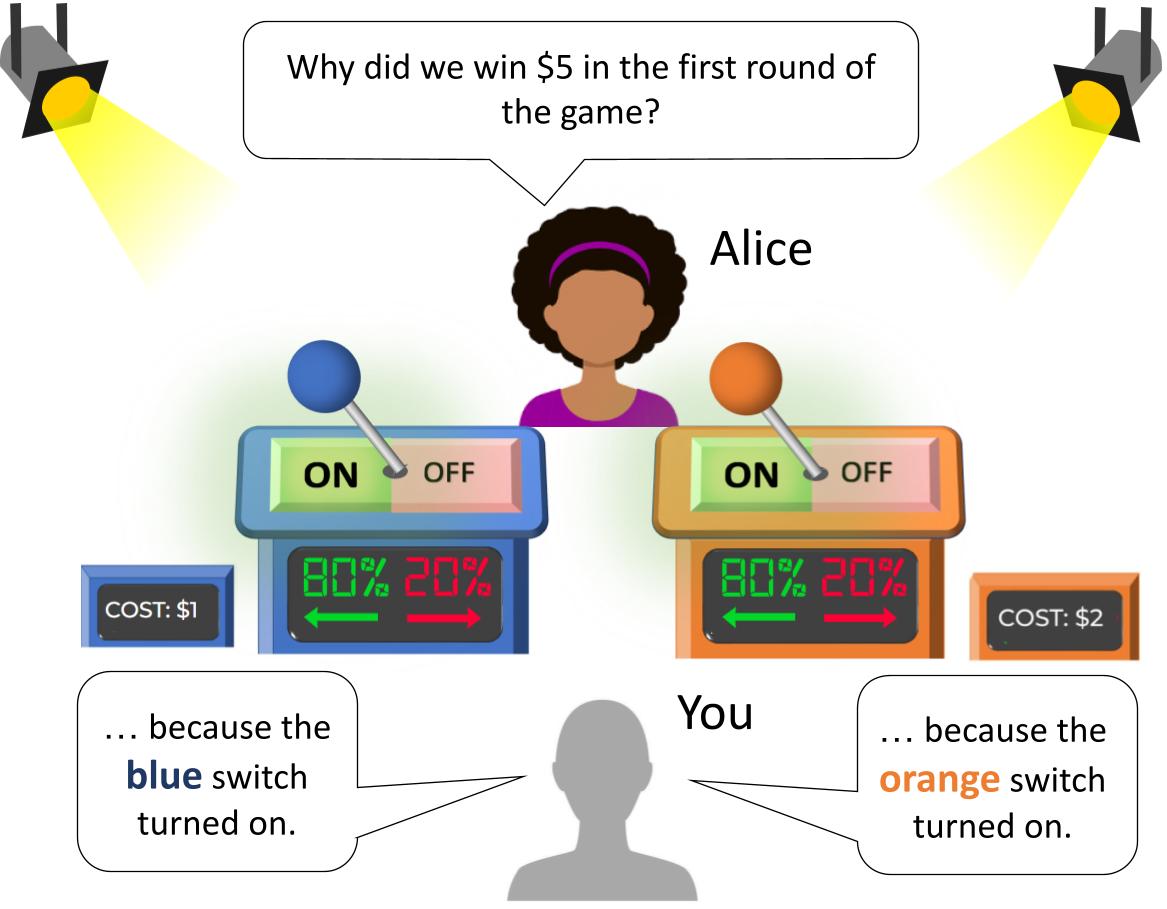 Why did we win $5 in the first round of
the game?
Alice
ON OFF
ON OFF
80% 20%
80% 20%
COST: $1
COST: $2
You
… because the
blue switch
turned on.
… because the
orange switch
turned on.